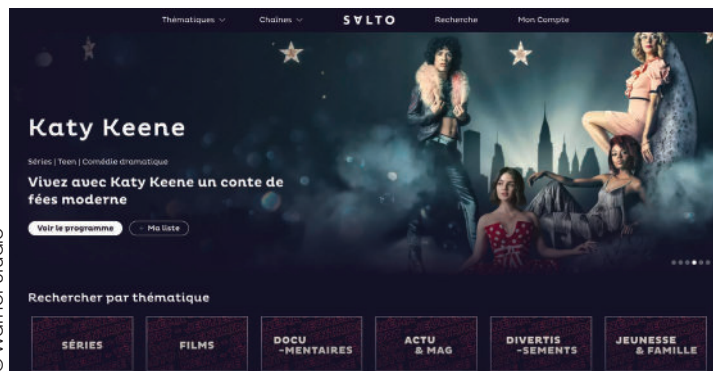 Thématiques Chaînes SALTO Recherche Mon Compte
Katy Keene
Séries | Teen | Comédie dramatique
Vivez avec Katy Keene un conte de
fées moderne
Voir le programme + Ma liste
Rechercher par thématique
SÉRIES FILMS DOCU ACTU DIVERTIS JEUNESSE
-MENTAIRES & MAG -SEMENTS & FAMILLE